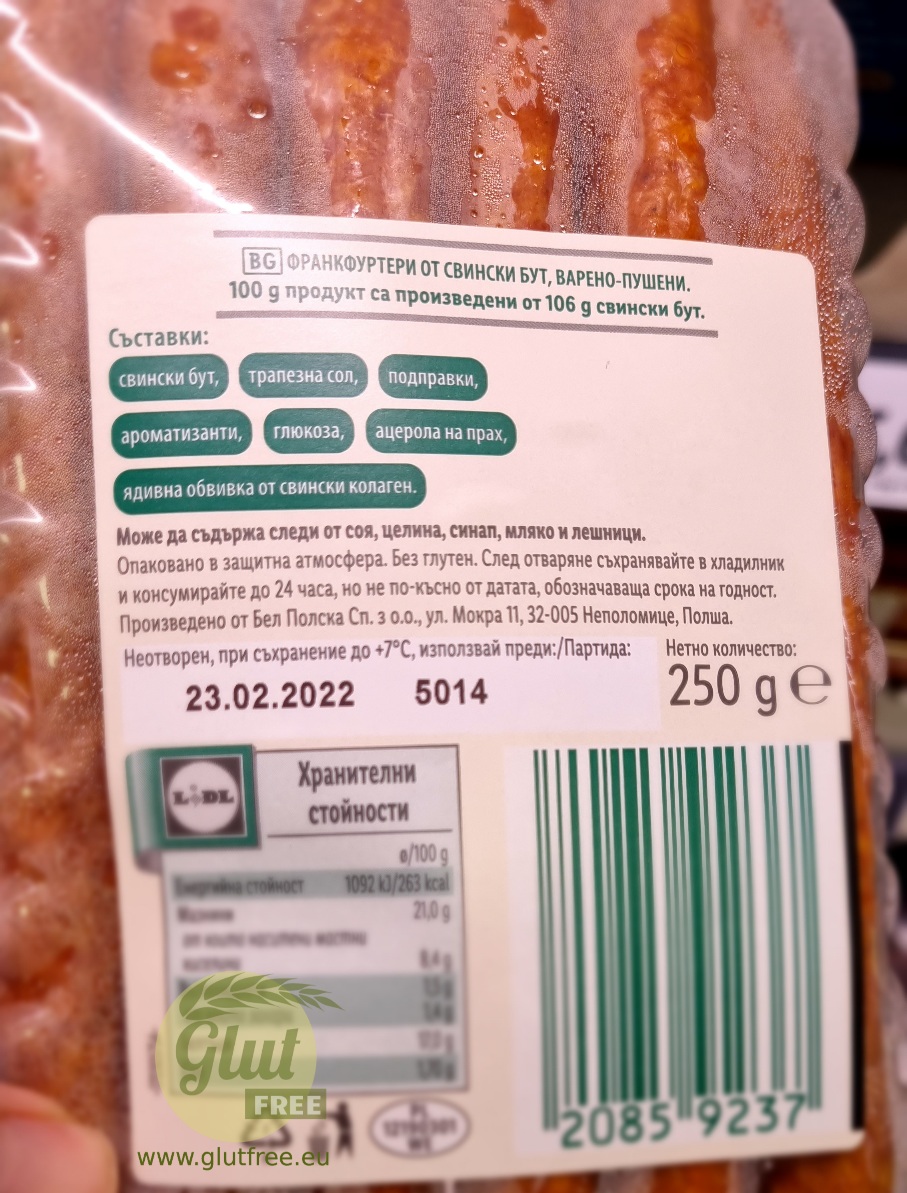 BG ФРАНКФУРТЕРИ ОТ СВИНСКИ БУТ, ВАРЕНО-ПУШЕНИ.
100 g продукт са произведени от 106 g свински бут.
Съставки:
свински бут, трапезна сол, подправки,
ароматизанти, глюкоза, ацерола на прах,
ядивна обвивка от свински колаген.
Може да съдържа следи от соя, целина, синап, мляко и лешници.
Опаковано в защитна атмосфера. Без глутен. След отваряне съхранявайте в хладилник
и консумирайте до 24 часа, но не по-късно от датата, обозначаваща срока на годност.
Произведено от Бел Полска Сп. з о.о., ул. Мокра 11, 32-005 Неполомице, Полша.
Неотворен, при съхранение до +7°C, използвай преди:/Партида:
23.02.2022 5014
Нетно количество:
250 g e
LIDL
Хранителни
стойности
ø/100 g
Енергийна стойност 1092 kJ/263 kcal
Мазнини 21,0 g
2085 9237
Glut
FREE
www.glutfree.eu